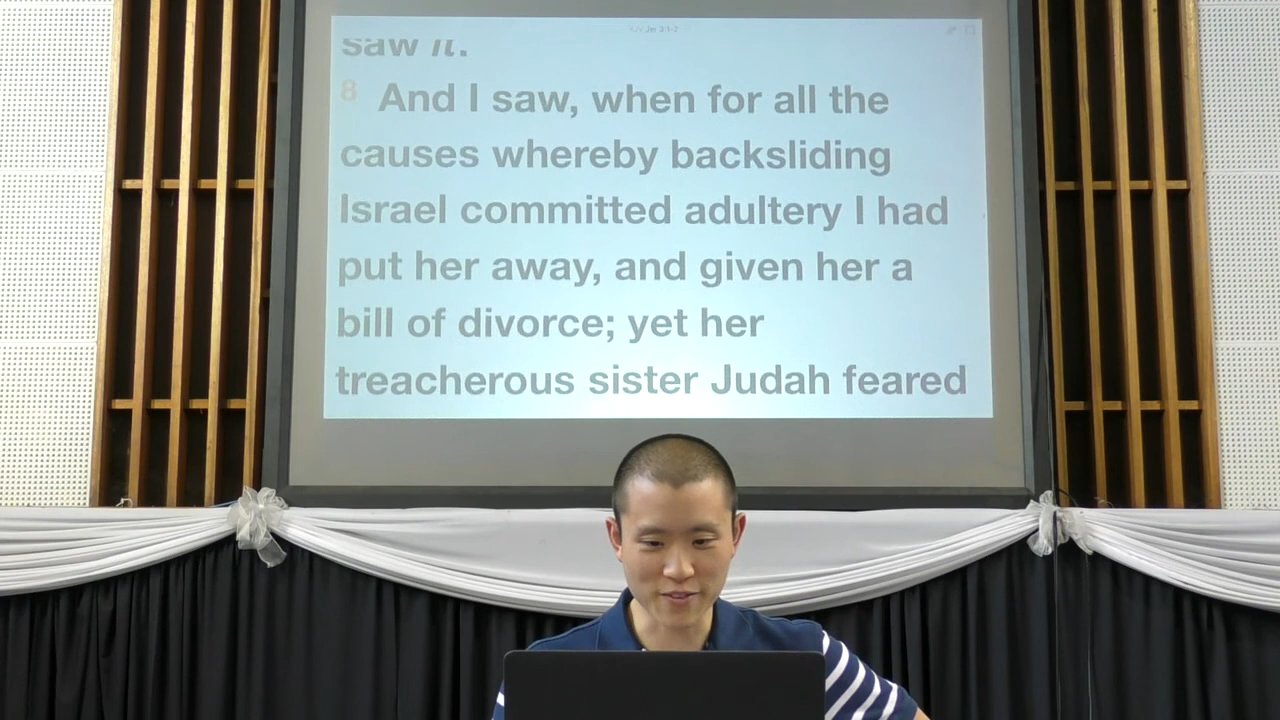 saw it.
8 And I saw, when for all the
causes whereby backsliding
Israel committed adultery I had
put her away, and given her a
bill of divorce; yet her
treacherous sister Judah feared